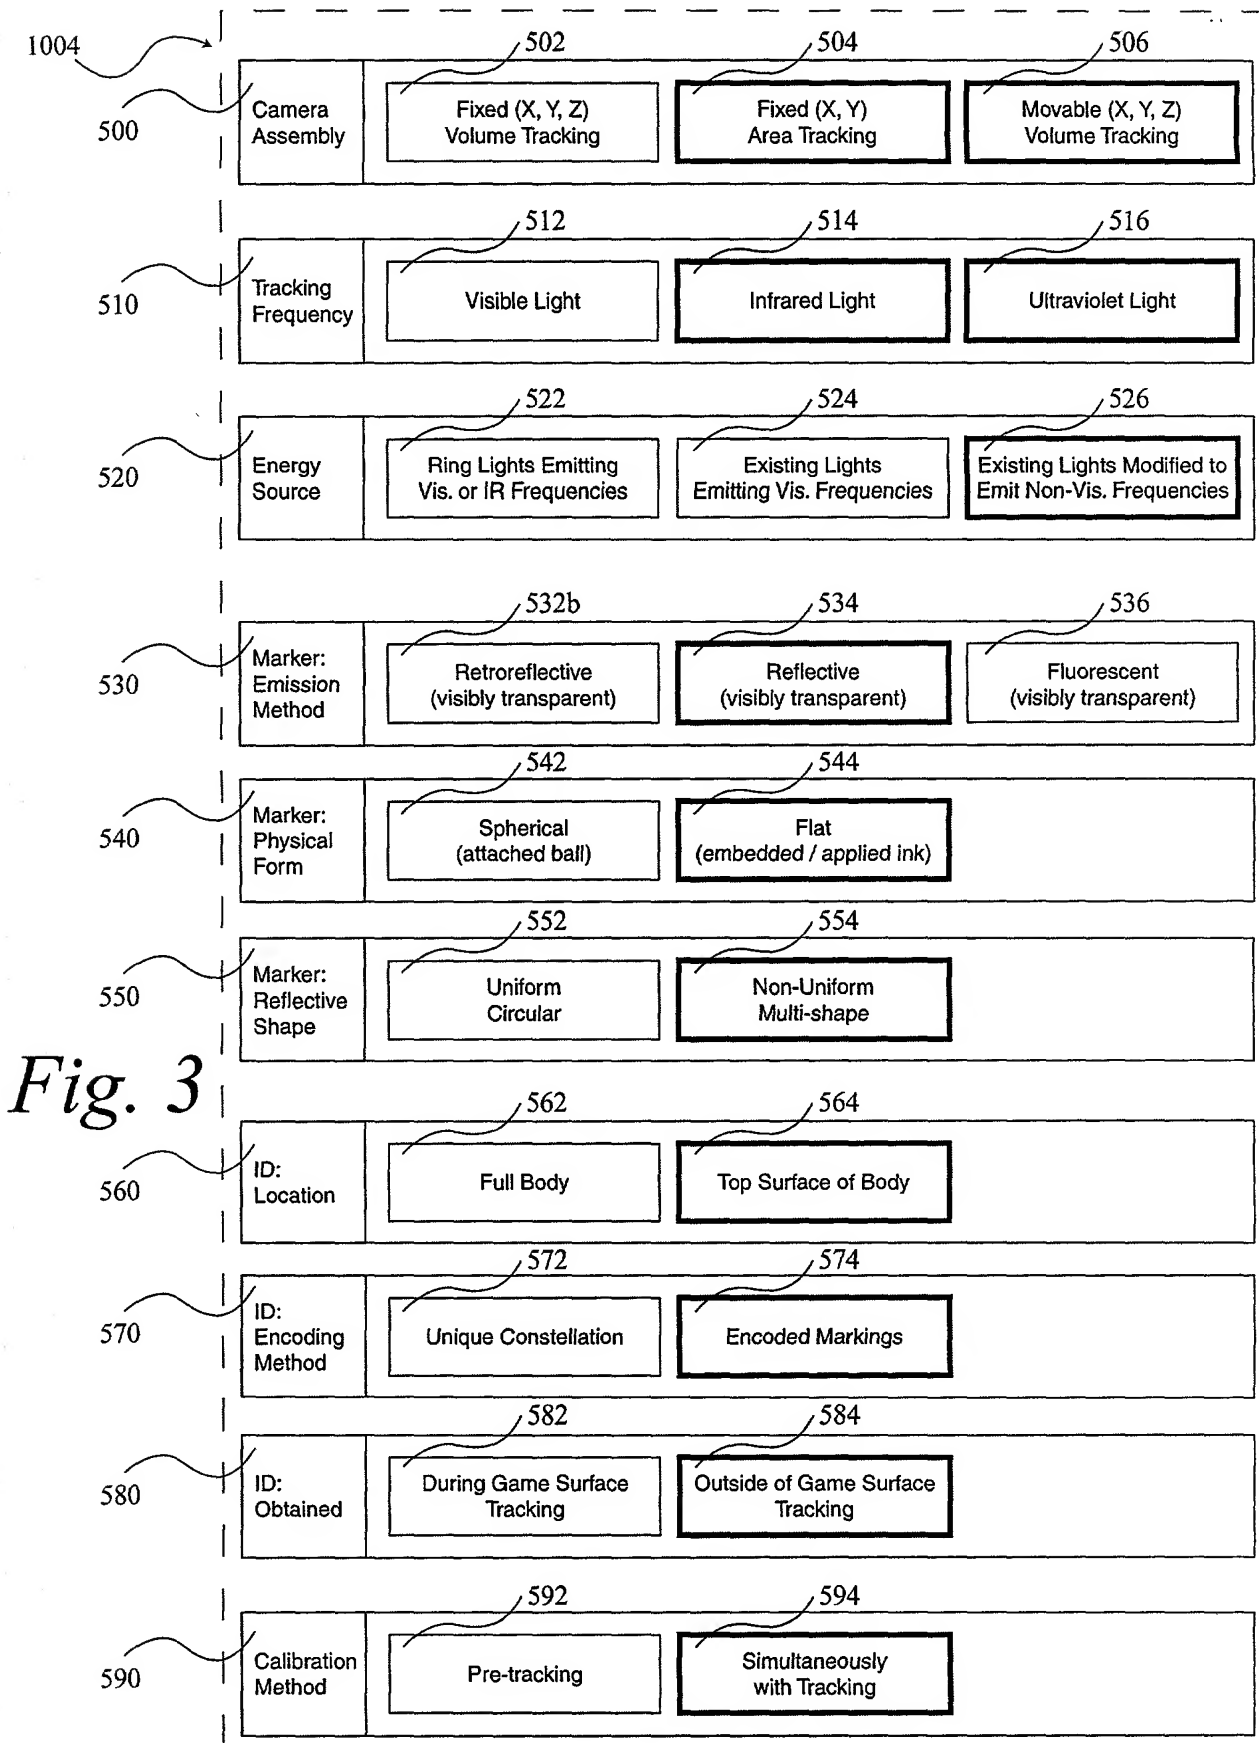 1004
502
504
506
500
Camera
Assembly
Fixed (X, Y, Z)
Volume Tracking
Fixed (X, Y)
Area Tracking
Movable (X, Y, Z)
Volume Tracking
512
514
516
510
Tracking
Frequency
Visible Light
Infrared Light
Ultraviolet Light
522
524
526
520
Energy
Source
Ring Lights Emitting
Vis. or IR Frequencies
Existing Lights
Emitting Vis. Frequencies
Existing Lights Modified to
Emit Non-Vis. Frequencies
532b
534
536
530
Marker:
Emission
Method
Retroreflective
(visibly transparent)
Reflective
(visibly transparent)
Fluorescent
(visibly transparent)
542
544
540
Marker:
Physical
Form
Spherical
(attached ball)
Flat
(embedded / applied ink)
552
554
550
Marker:
Reflective
Shape
Uniform
Circular
Non-Uniform
Multi-shape
Fig. 3
562
564
560
ID:
Location
Full Body
Top Surface of Body
572
574
570
ID:
Encoding
Method
Unique Constellation
Encoded Markings
582
584
580
ID:
Obtained
During Game Surface
Tracking
Outside of Game Surface
Tracking
592
594
590
Calibration
Method
Pre-tracking
Simultaneously
with Tracking